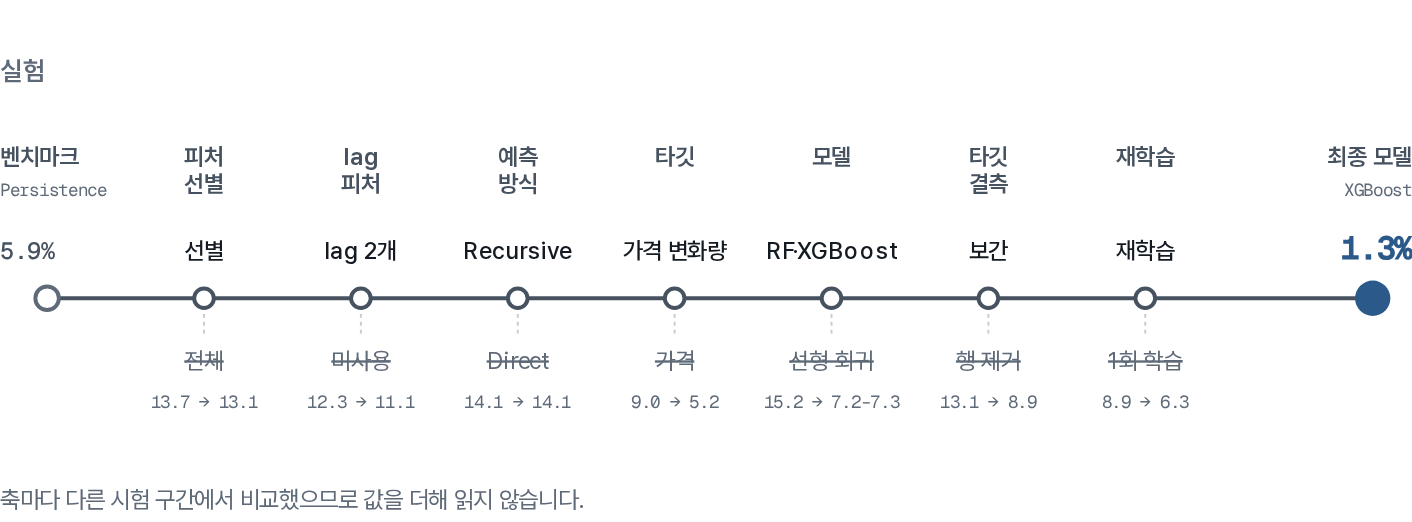 실험
벤치마크 피처 lag 예측 타깃 모델 타깃 재학습 최종 모델
Persistence 선별 피처 방식 결측 XGBoost
5.9% 선별 lag 2개 Recursive 가격 변화량 RF·XGBoost 보간 재학습 1.3%
전체 미사용 Direct 가격 선형 회귀 행 제거 1회 학습
13.7 → 13.1 12.3 → 11.1 14.1 → 14.1 9.0 → 5.2 15.2 → 7.2–7.3 13.1 → 8.9 8.9 → 6.3
축마다 다른 시험 구간에서 비교했으므로 값을 더해 읽지 않습니다.